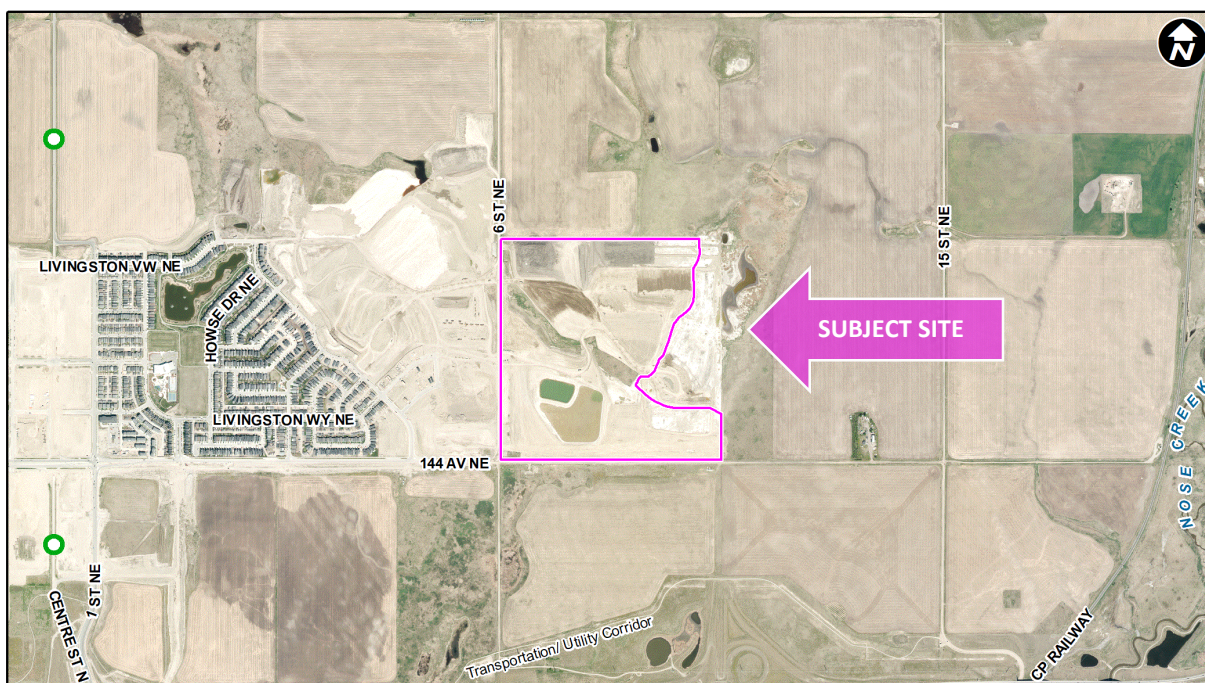 N
6 ST NE
15 ST NE
LIVINGSTON VW NE
HOWSE DR NE
SUBJECT SITE
LIVINGSTON WY NE
144 AV NE
NOSE CREEK
1 ST NE
CENTRE ST N
Transportation/ Utility Corridor
CP RAILWAY